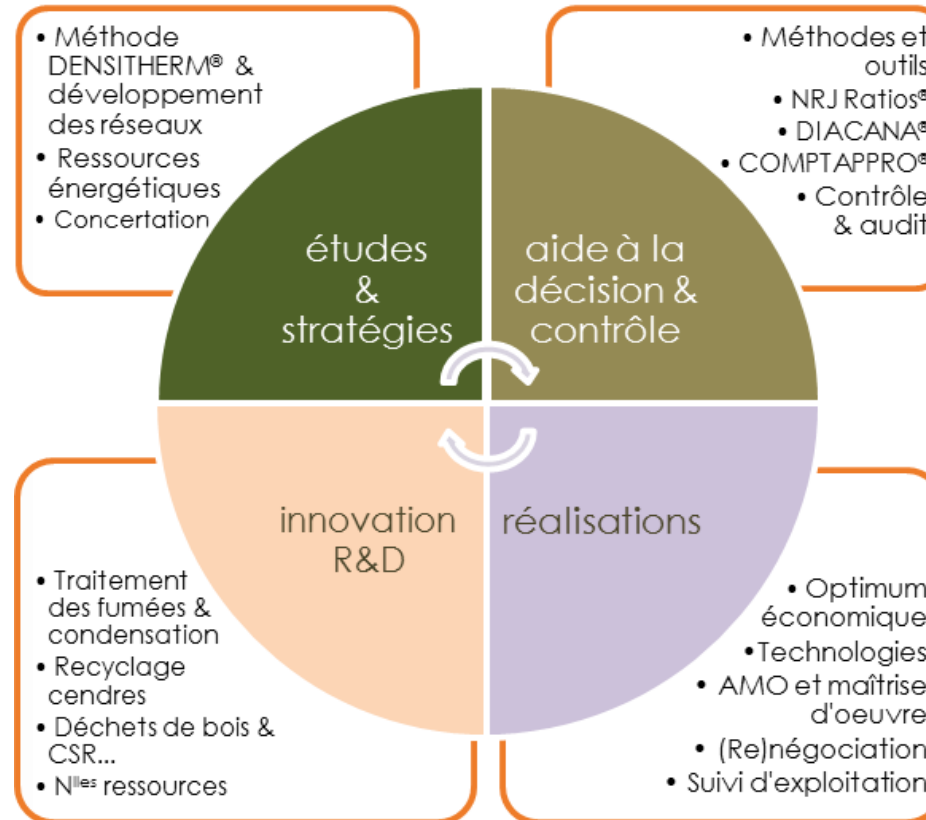 • Méthode
DENSITHERM® &
développement
des réseaux
• Ressources
énergétiques
• Concertation
• Méthodes et
outils
• NRJ Ratios®
• DIACANA®
• COMPTAPPRO®
• Contrôle
& audit
études
&
stratégies
aide à la
décision &
contrôle
innovation
R&D
réalisations
• Traitement
des fumées &
condensation
• Recyclage
cendres
• Déchets de bois &
CSR...
• Nlles ressources
• Optimum
économique
•Technologies
• AMO et maîtrise
d'oeuvre
• (Re)négociation
• Suivi d'exploitation